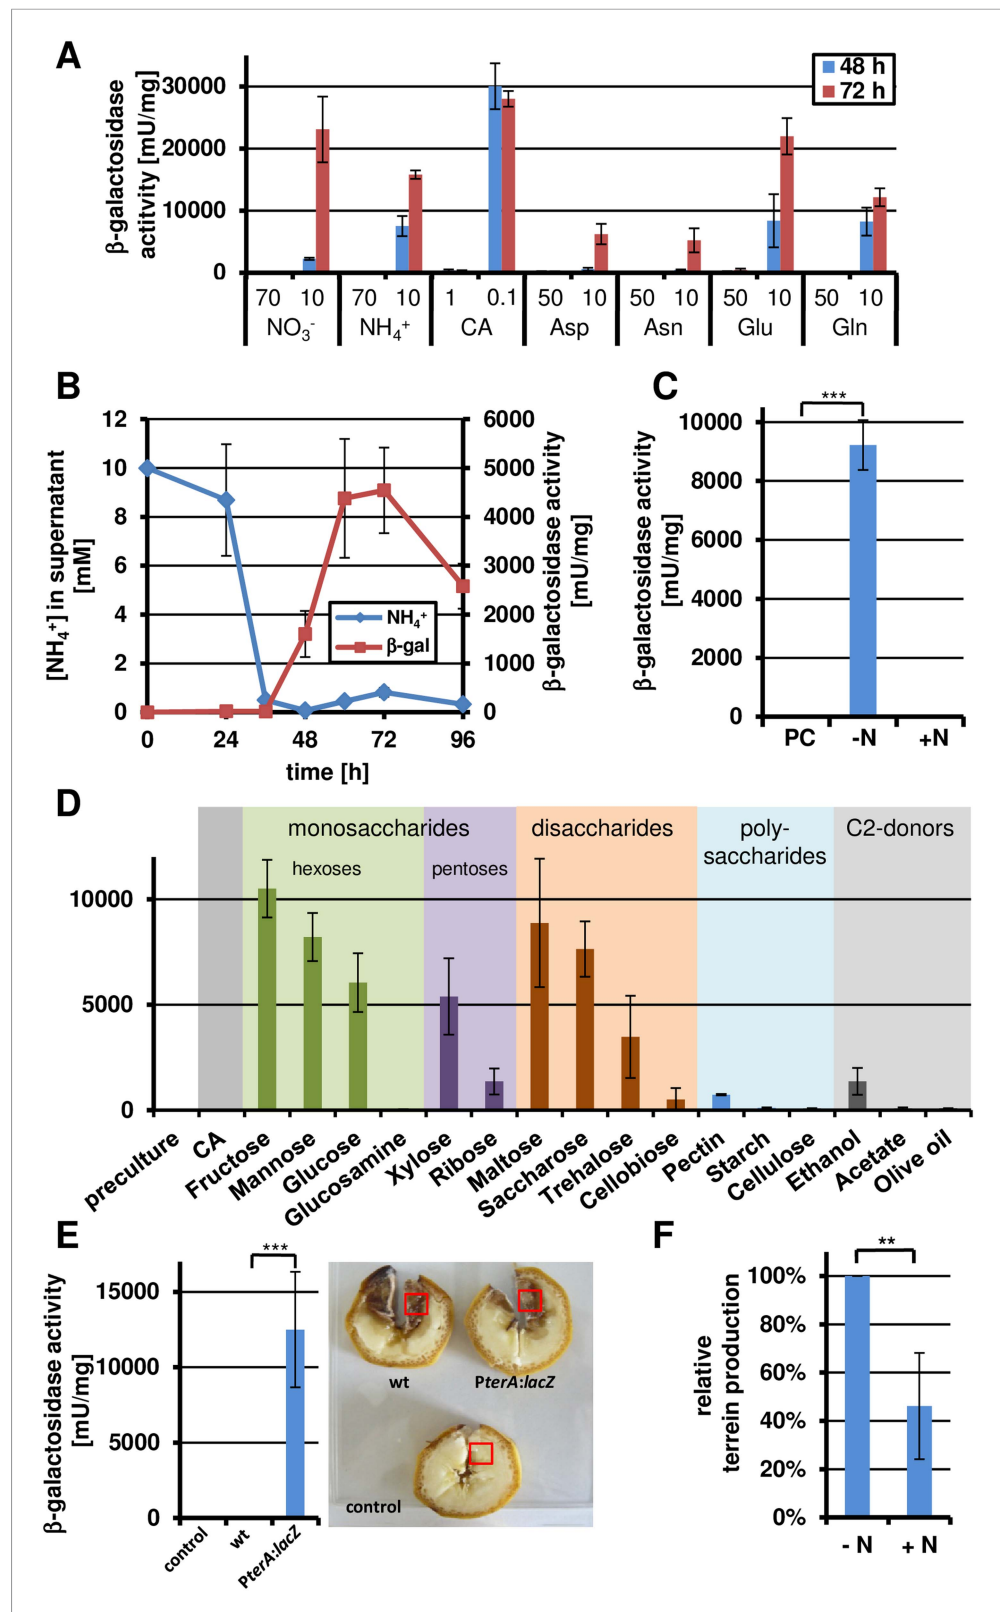 A
β-galactosidase
actitvity [mU/mg]
30000
20000
10000
0
48 h
72 h
70 10 70 10 1 0.1 50 10 50 10 50 10 50 10
NO₃⁻ NH₄⁺ CA Asp Asn Glu Gln
B
[NH₄⁺] in supernatant
[mM]
12
10
8
6
4
2
0
6000
5000
4000
3000
2000
1000
0
β-galactosidase activity
[mU/mg]
NH₄⁺
β-gal
0 24 48 72 96
time [h]
C
***
β-galactosidase activity
[mU/mg]
10000
8000
6000
4000
2000
0
PC -N +N
D
monosaccharides
hexoses
pentoses
disaccharides
poly-
saccharides
C2-donors
10000
5000
0
preculture
CA
Fructose
Mannose
Glucose
Glucosamine
Xylose
Ribose
Maltose
Saccharose
Trehalose
Cellobiose
Pectin
Starch
Cellulose
Ethanol
Acetate
Olive oil
E
***
β-galactosidase activity
[mU/mg]
15000
10000
5000
0
control
wt
PterA:lacZ
wt
PterA:lacZ
control
F
**
relative
terrein production
100%
80%
60%
40%
20%
0%
- N + N